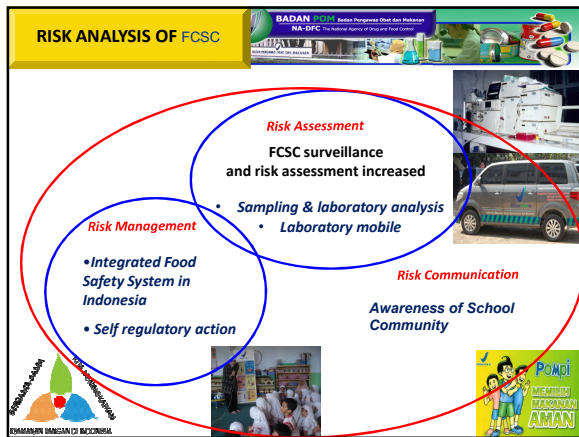 RISK ANALYSIS OF FCSC
BADAN POM Badan Pengawas Obat dan Makanan
NA-DFC The National Agency of Drug and Food Control
Risk Assessment
FCSC surveillance
and risk assessment increased
• Sampling & laboratory analysis
• Laboratory mobile
Risk Management
•Integrated Food
Safety System in
Indonesia
• Self regulatory action
Risk Communication
Awareness of School
Community
KEAMANAN PANGAN DI INDONESIA
POMPI
MEMILIH
MAKANAN
AMAN